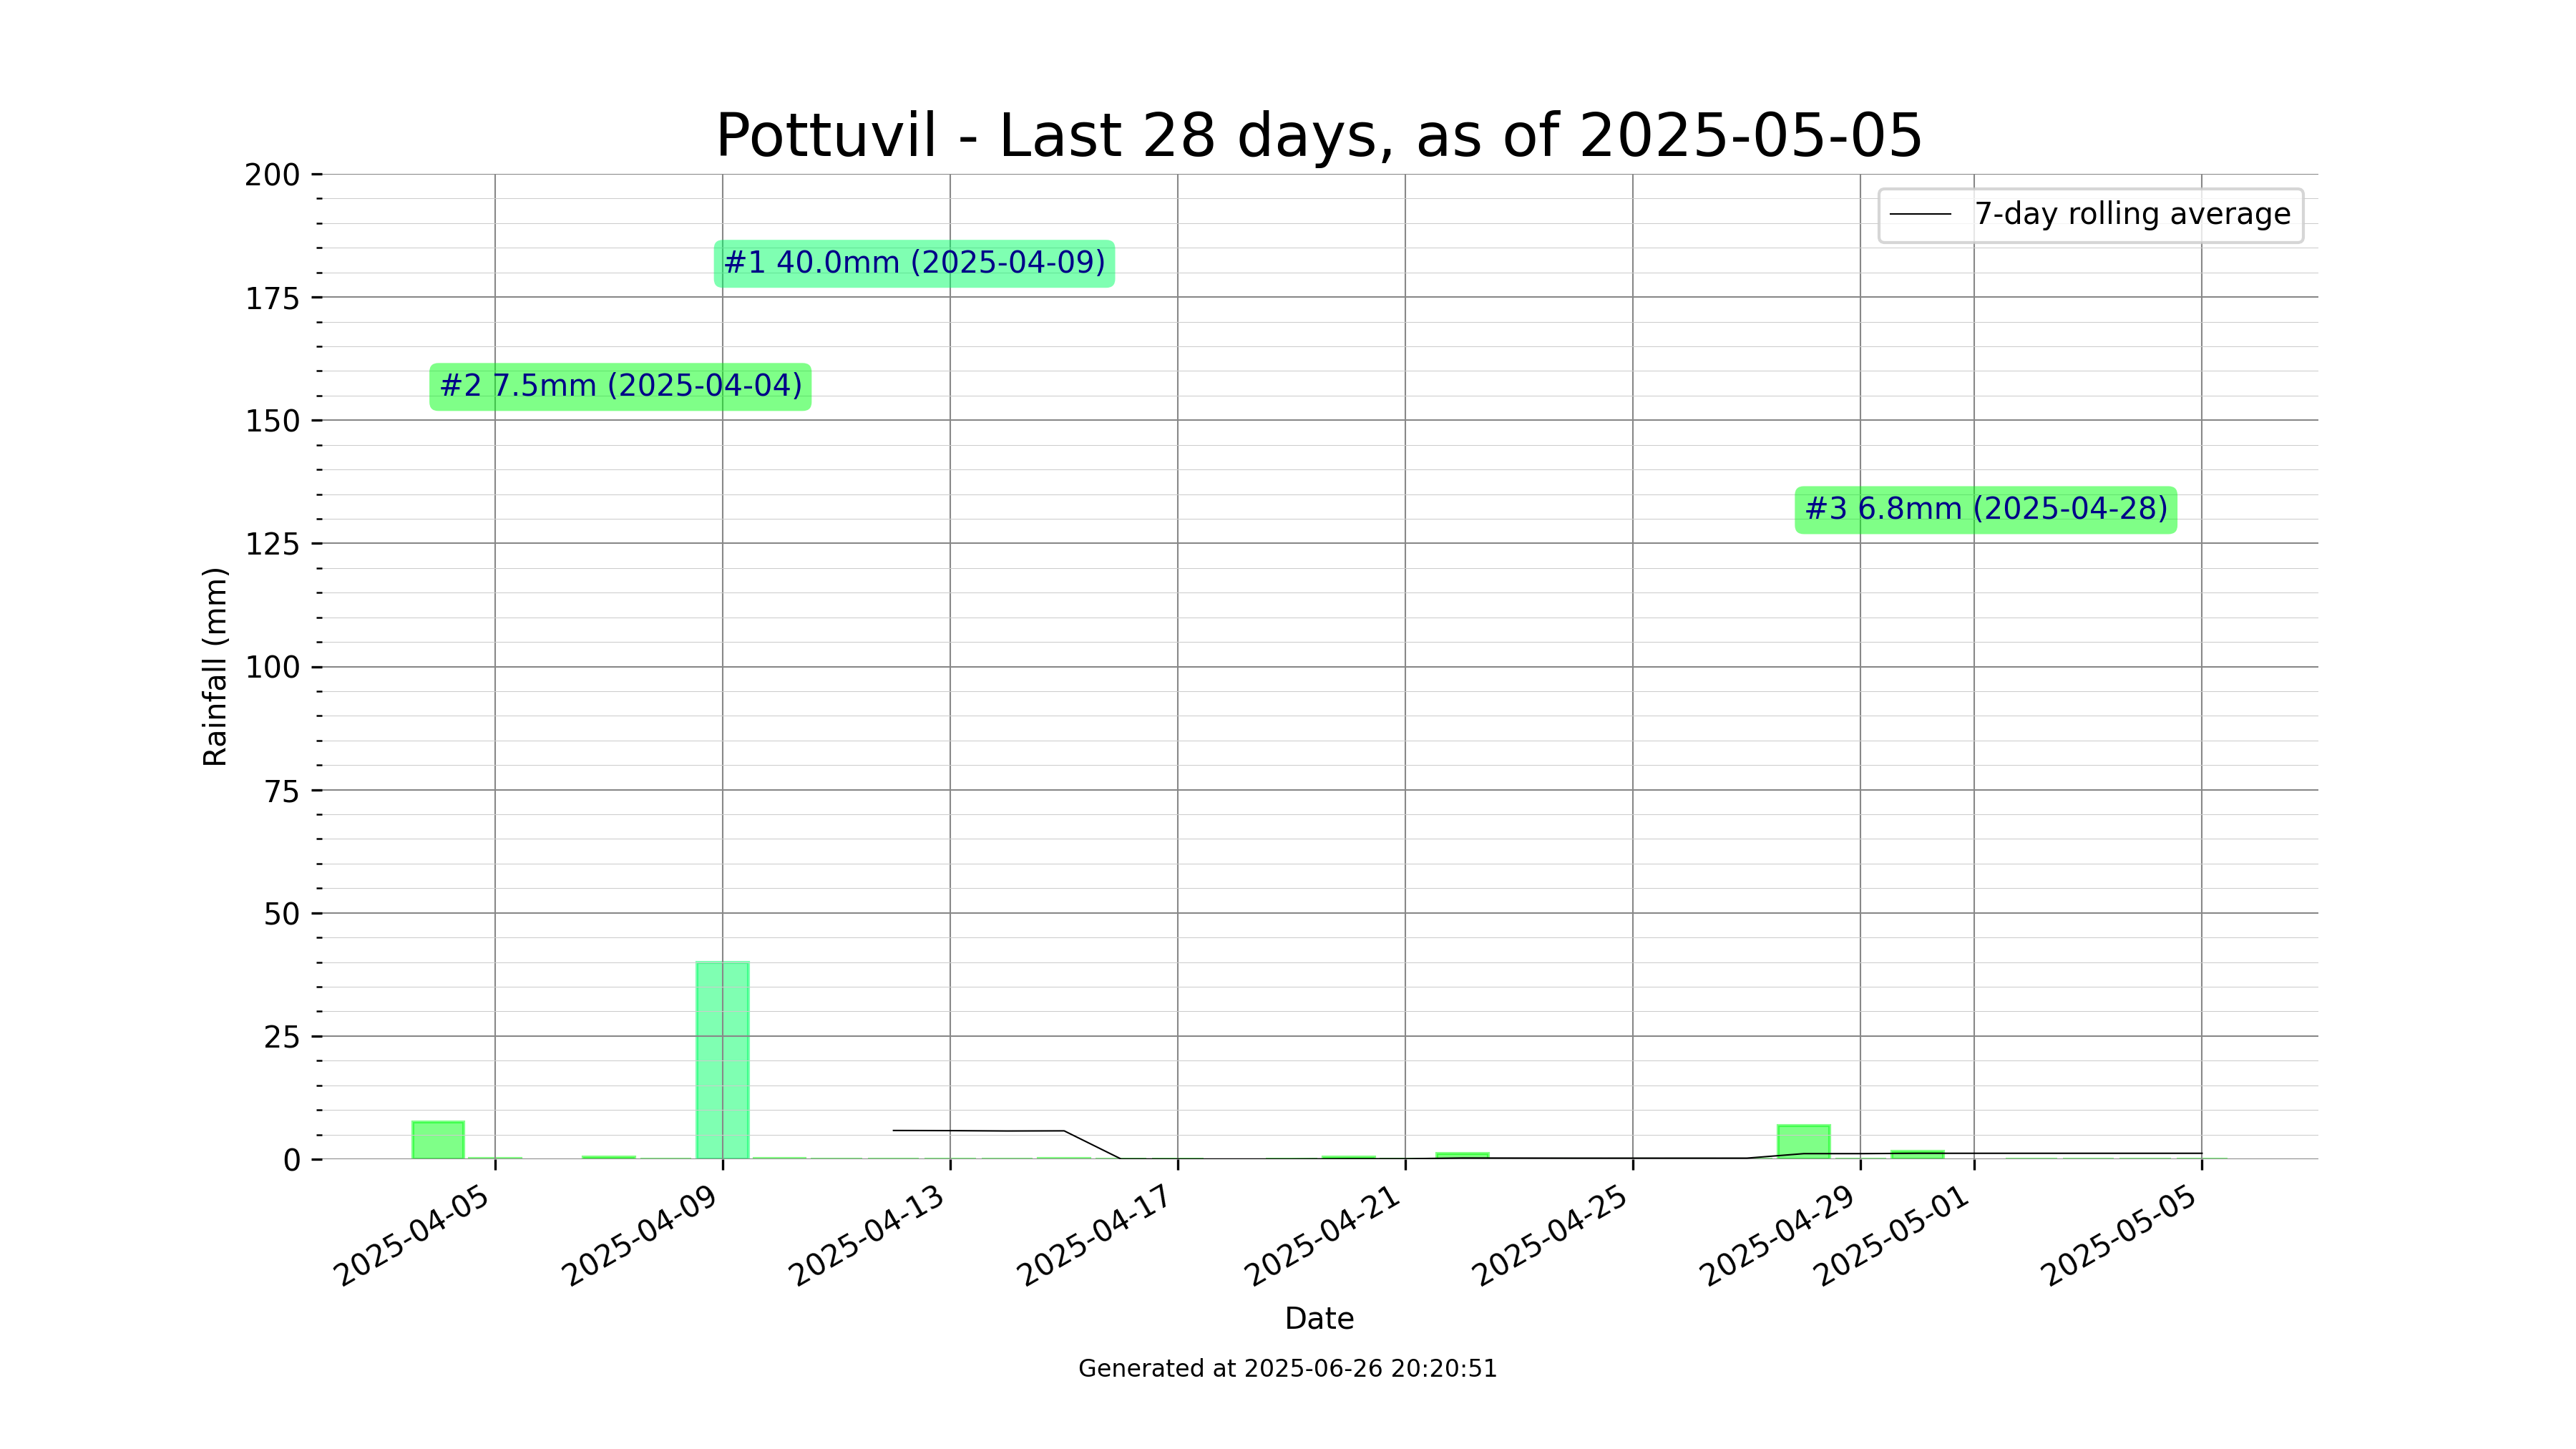 Pottuvil - Last 28 days, as of 2025-05-05
7-day rolling average
#1 40.0mm (2025-04-09)
#2 7.5mm (2025-04-04)
#3 6.8mm (2025-04-28)
Rainfall (mm)
200
175
150
125
100
75
50
25
0
2025-04-05
2025-04-09
2025-04-13
2025-04-17
2025-04-21
2025-04-25
2025-04-29
2025-05-01
2025-05-05
Date
Generated at 2025-06-26 20:20:51